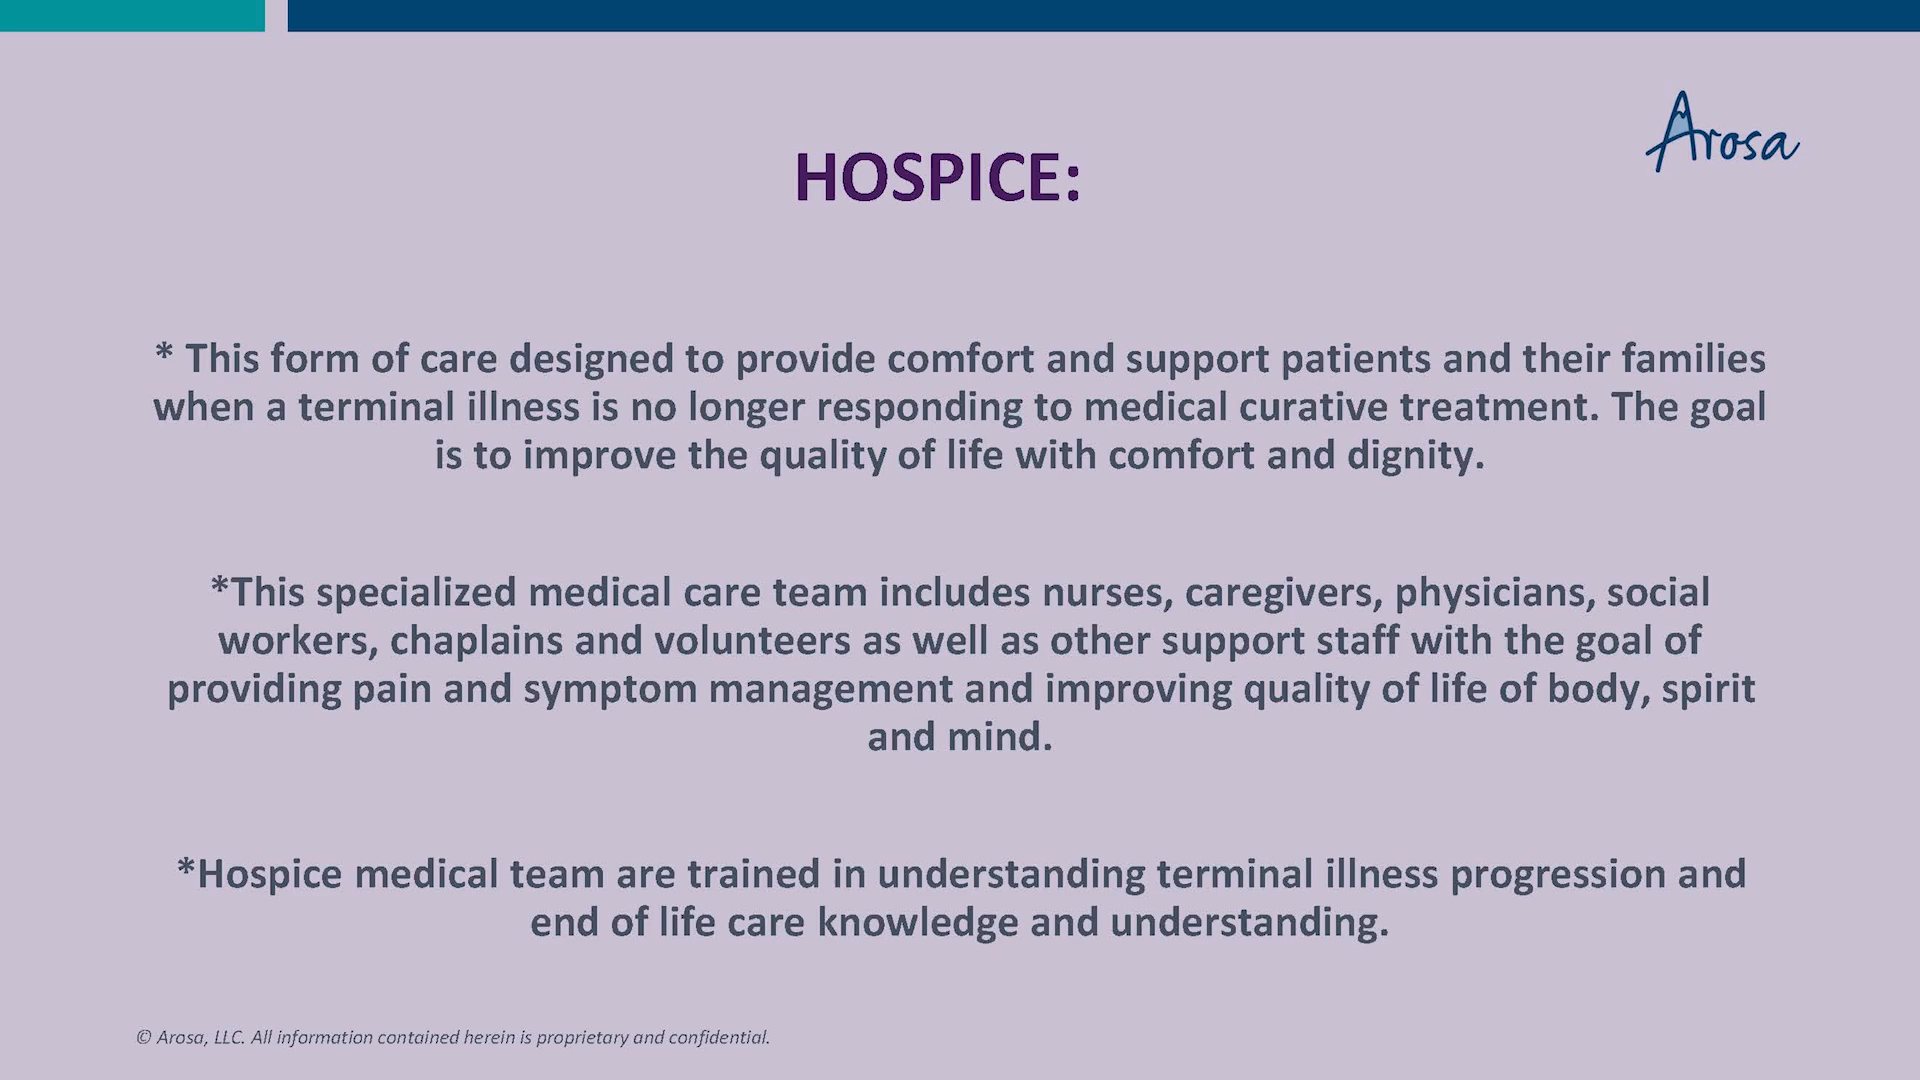 Arosa
HOSPICE:
* This form of care designed to provide comfort and support patients and their families
when a terminal illness is no longer responding to medical curative treatment. The goal
is to improve the quality of life with comfort and dignity.
*This specialized medical care team includes nurses, caregivers, physicians, social
workers, chaplains and volunteers as well as other support staff with the goal of
providing pain and symptom management and improving quality of life of body, spirit
and mind.
*Hospice medical team are trained in understanding terminal illness progression and
end of life care knowledge and understanding.
© Arosa, LLC. All information contained herein is proprietary and confidential.